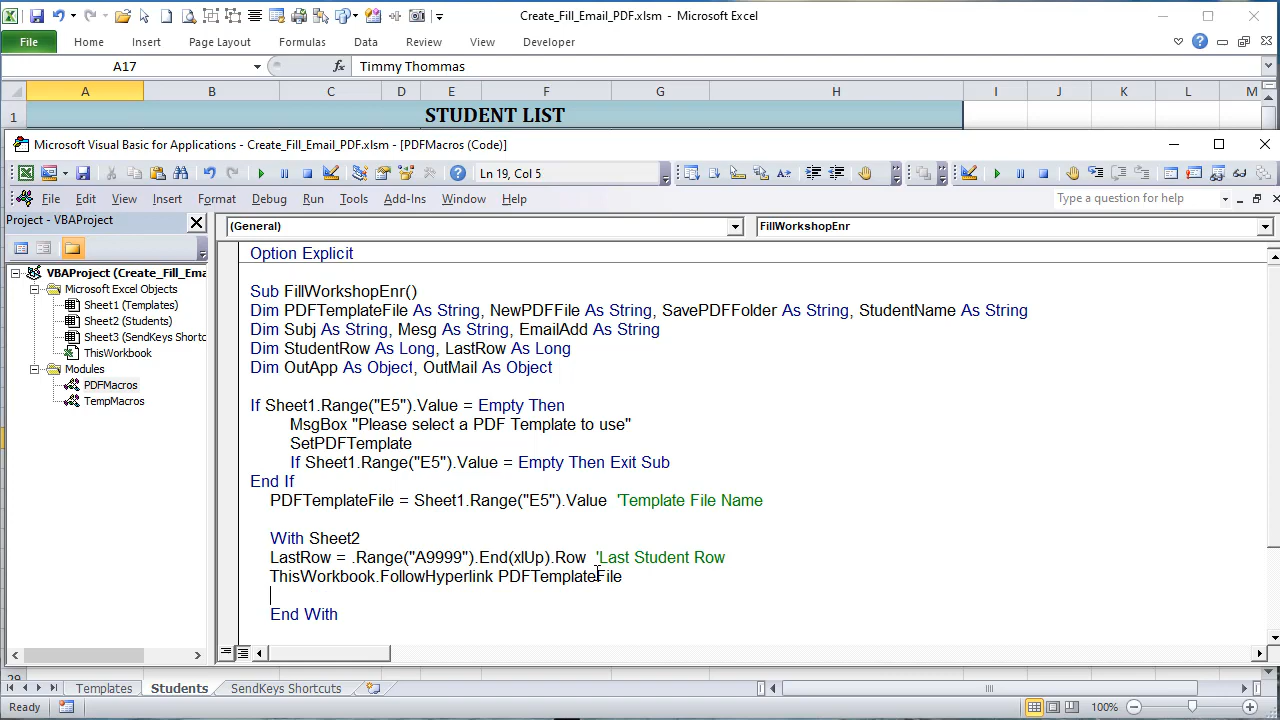 Create_Fill_Email_PDF.xlsm - Microsoft Excel
File Home Insert Page Layout Formulas Data Review View Developer
A17 fx Timmy Thommas
A B C D E F G H I J K L M
1 STUDENT LIST
Microsoft Visual Basic for Applications - Create_Fill_Email_PDF.xlsm - [PDFMacros (Code)]
Ln 19, Col 5
File Edit View Insert Format Debug Run Tools Add-Ins Window Help Type a question for help
Project - VBAProject
(General) FillWorkshopEnr
VBAProject (Create_Fill_Ema
Microsoft Excel Objects
Sheet1 (Templates)
Sheet2 (Students)
Sheet3 (SendKeys Shortc
ThisWorkbook
Modules
PDFMacros
TempMacros
Option Explicit
Sub FillWorkshopEnr()
Dim PDFTemplateFile As String, NewPDFFile As String, SavePDFFolder As String, StudentName As String
Dim Subj As String, Mesg As String, EmailAdd As String
Dim StudentRow As Long, LastRow As Long
Dim OutApp As Object, OutMail As Object
If Sheet1.Range("E5").Value = Empty Then
MsgBox "Please select a PDF Template to use"
SetPDFTemplate
If Sheet1.Range("E5").Value = Empty Then Exit Sub
End If
PDFTemplateFile = Sheet1.Range("E5").Value 'Template File Name
With Sheet2
LastRow = .Range("A9999").End(xlUp).Row 'Last Student Row
ThisWorkbook.FollowHyperlink PDFTemplateFile
End With
Templates Students SendKeys Shortcuts
Ready 100%